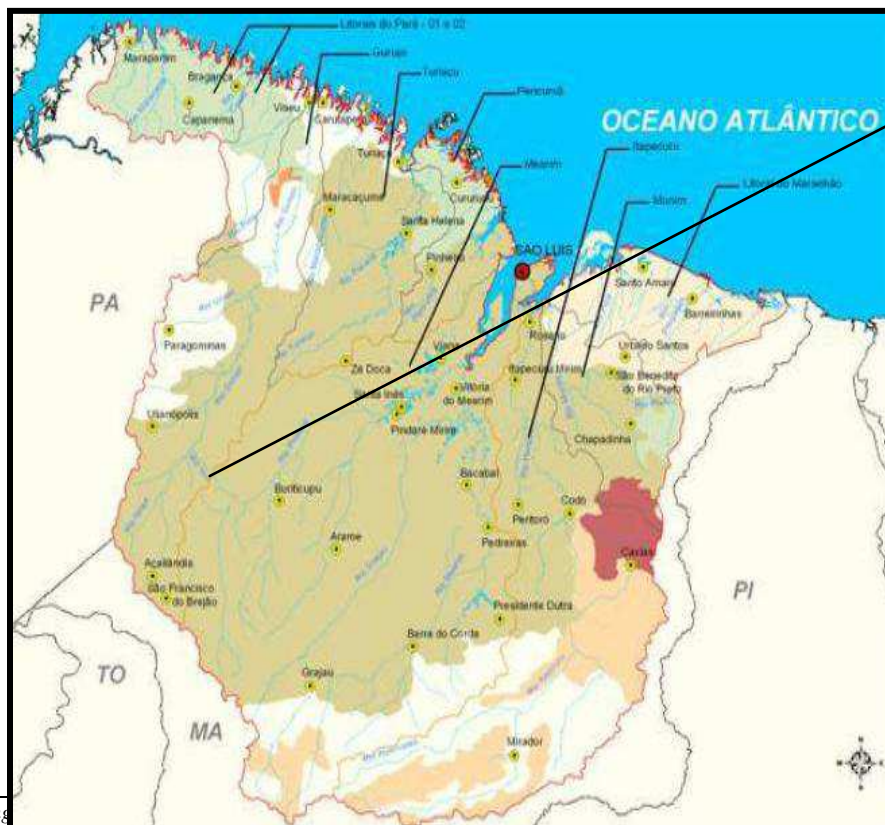 Litorais do Pará - 01 e 02
Marapanim
Gurupi
Bragança
Turiaçu
Capanema
Viseu
Carutapera
Pericumã
OCEANO ATLÂNTICO
Turiaçu
Mearim
Itapecuru
Cururupu
Litoral do Maranhão
Maracaçumé
Munim
Santa Helena
SÃO LUIS
Pinheiro
Santo Amaro
PA
Barreirinhas
Rosário
Paragominas
Viana
Urbano Santos
Zé Doca
Itapecuru Mirim
São Benedito
do Rio Preto
Vitória
do Mearim
Santa Inês
Pindaré Mirim
Ulianópolis
Chapadinha
Bacabal
Buriticupu
Peritoró
Codó
Pedreiras
Arame
Caxias
Açailândia
São Francisco
do Brejão
PI
Presidente Dutra
Barra do Corda
TO
Grajaú
MA
Mirador